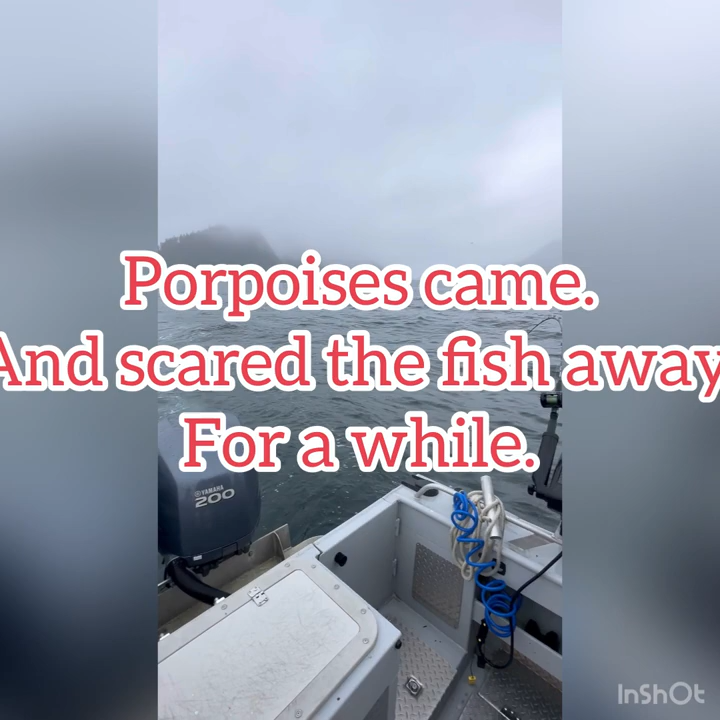 Porpoises came.
And scared the fish away
For a while.
YAMAHA
200
InShOt